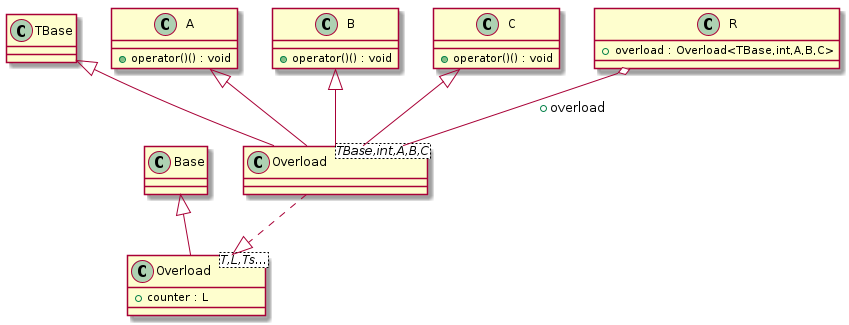 C TBase
C A
+ operator()() : void
C B
operator()() : void
C C
operator()() : void
C R
overload : Overload<TBase,int,A,B,C>
overload
C Base
C Overload
TBase,int,A,B,C
C Overload
T,L,Ts...
counter : L